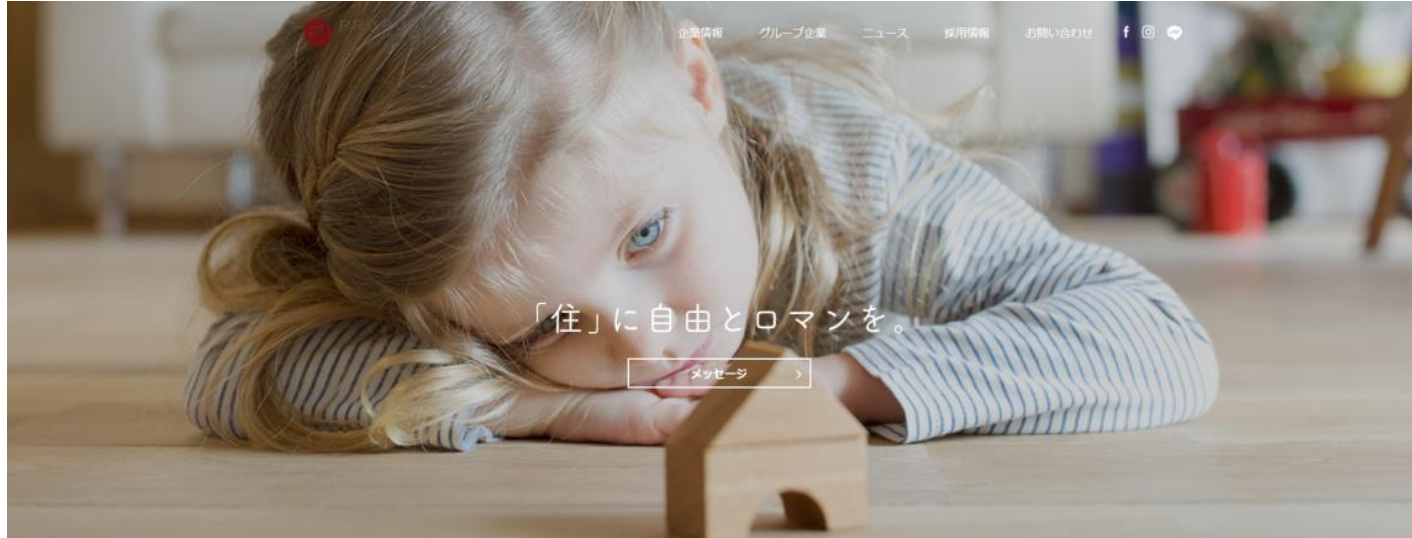 企業情報
グループ企業
ニュース
採用情報
お問い合わせ
「住」に自由とロマンを。
メッセージ